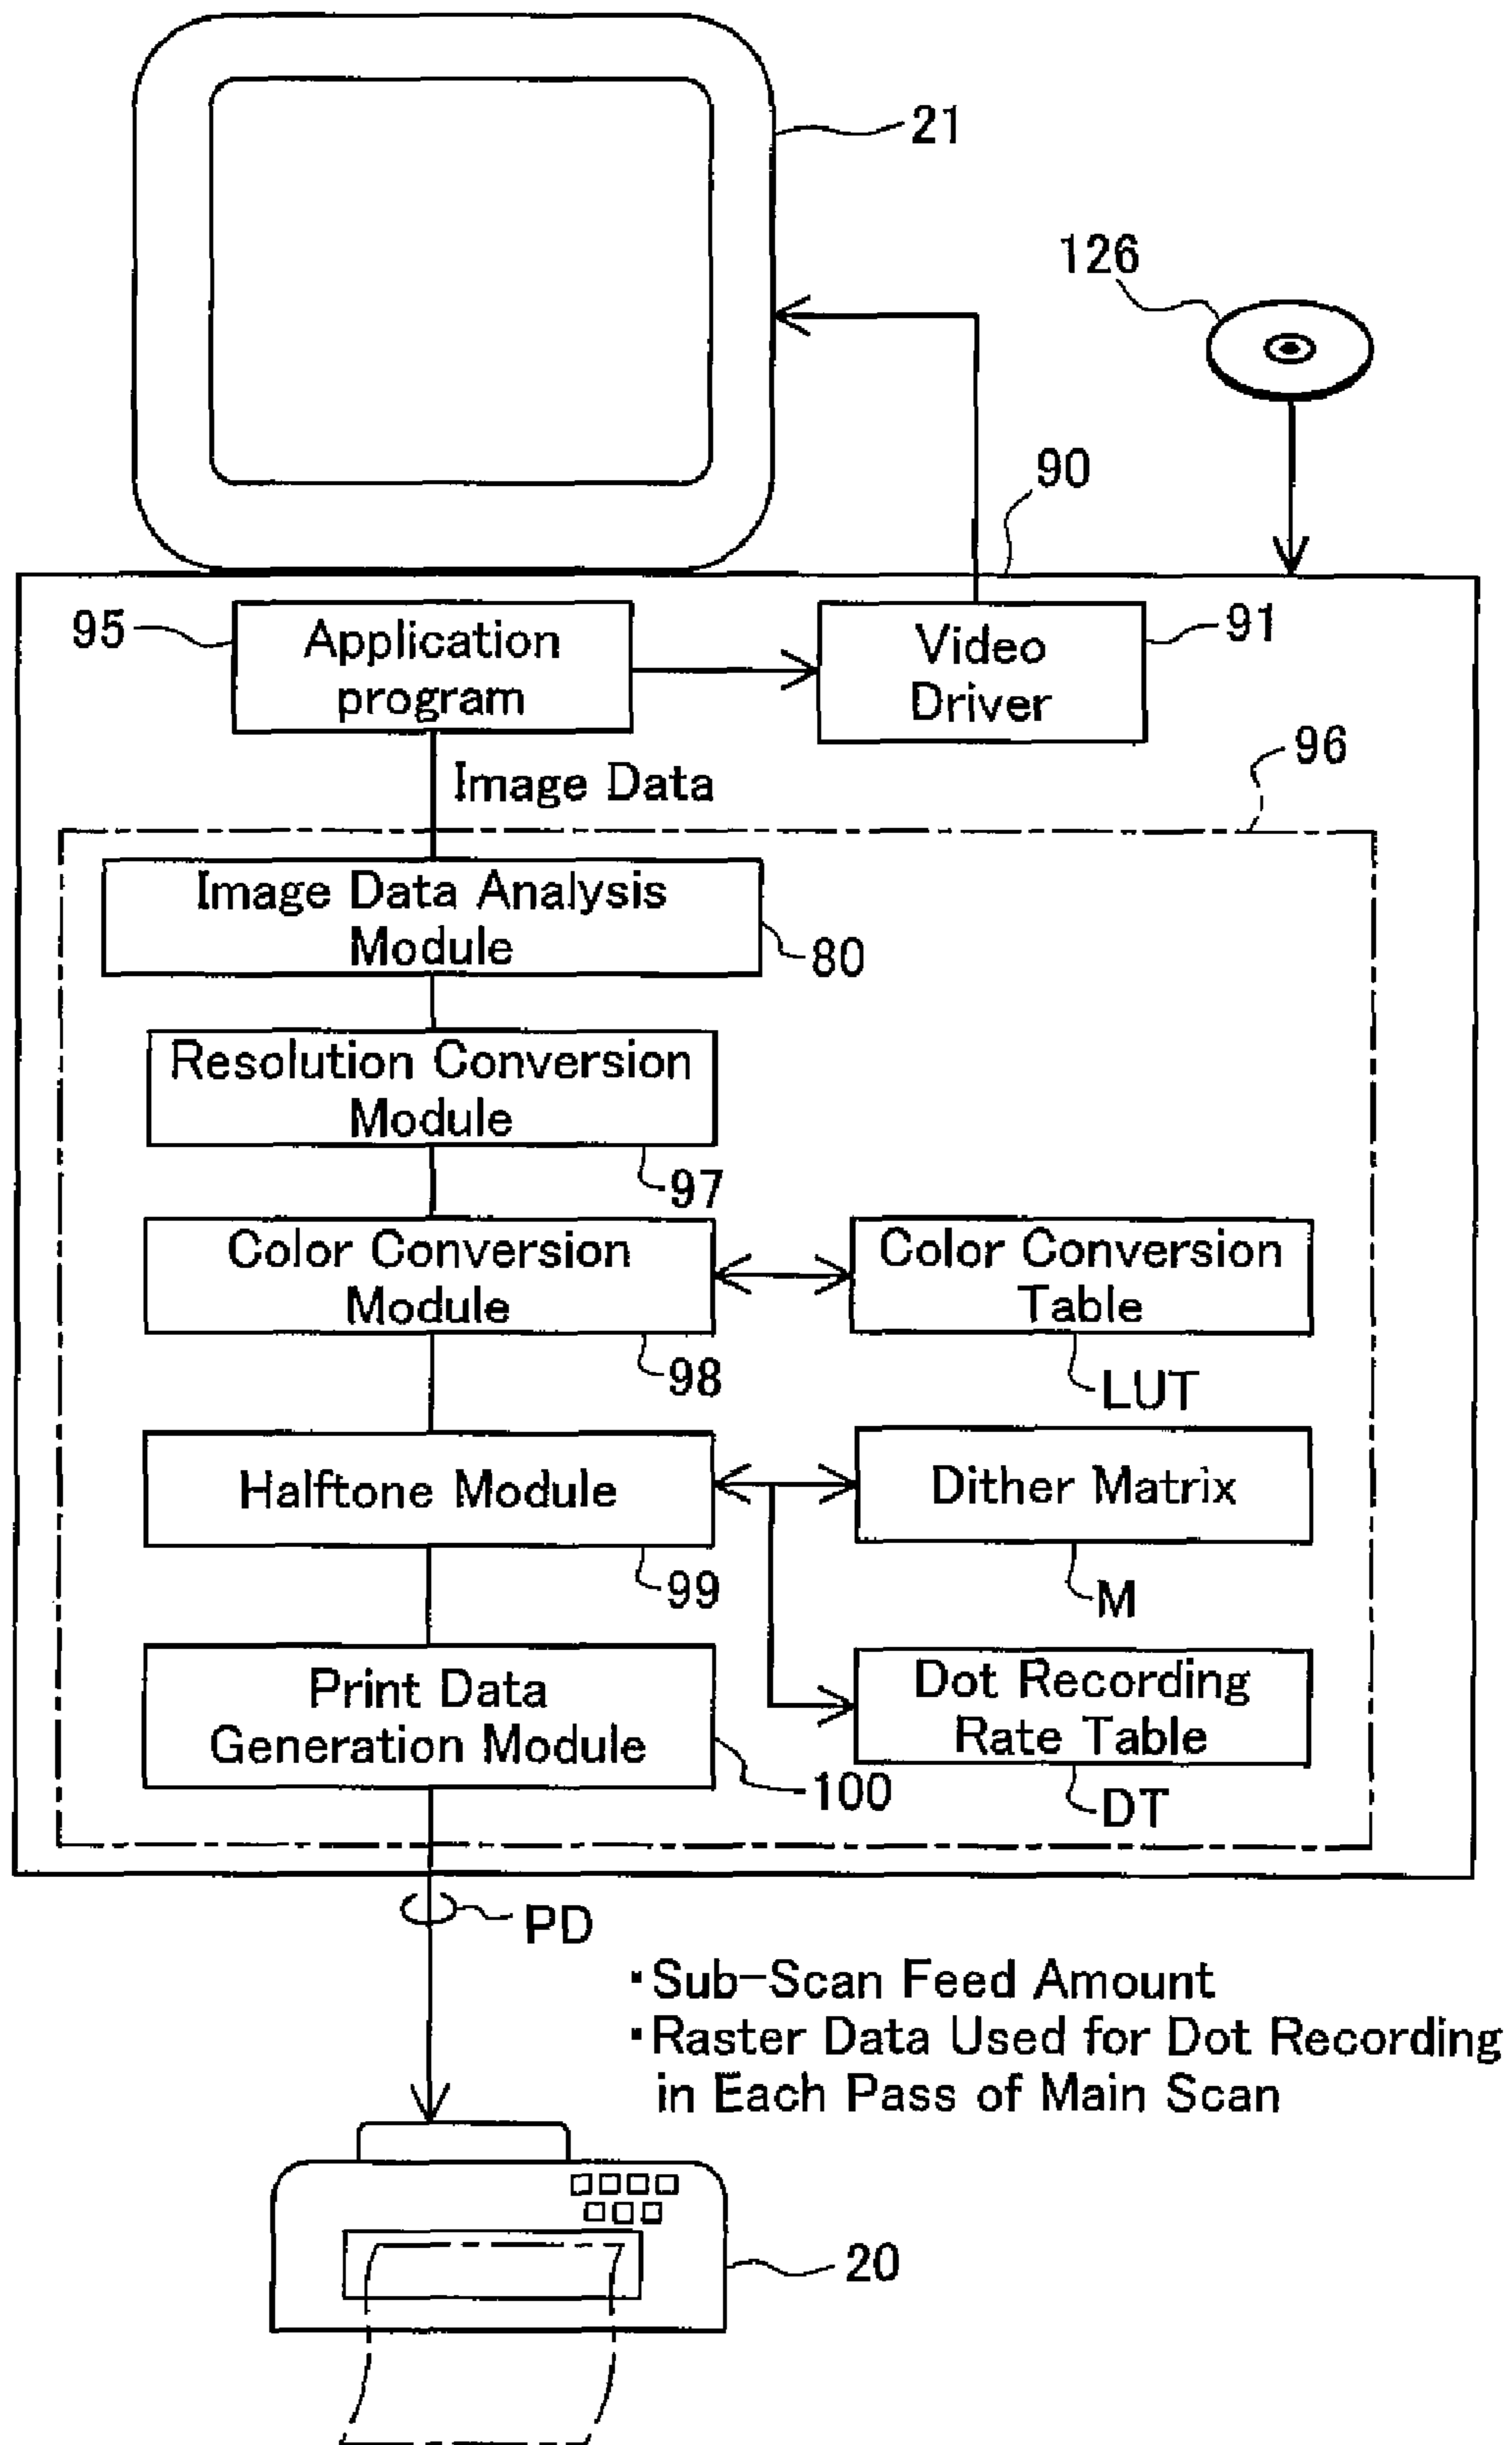 21
126
90
95
Application
program
Video
Driver
91
96
Image Data
Image Data Analysis
Module
80
Resolution Conversion
Module
97
Color Conversion
Module
98
Color Conversion
Table
LUT
Halftone Module
99
Dither Matrix
M
Print Data
Generation Module
100
Dot Recording
Rate Table
DT
PD
・Sub-Scan Feed Amount
・Raster Data Used for Dot Recording
in Each Pass of Main Scan
20